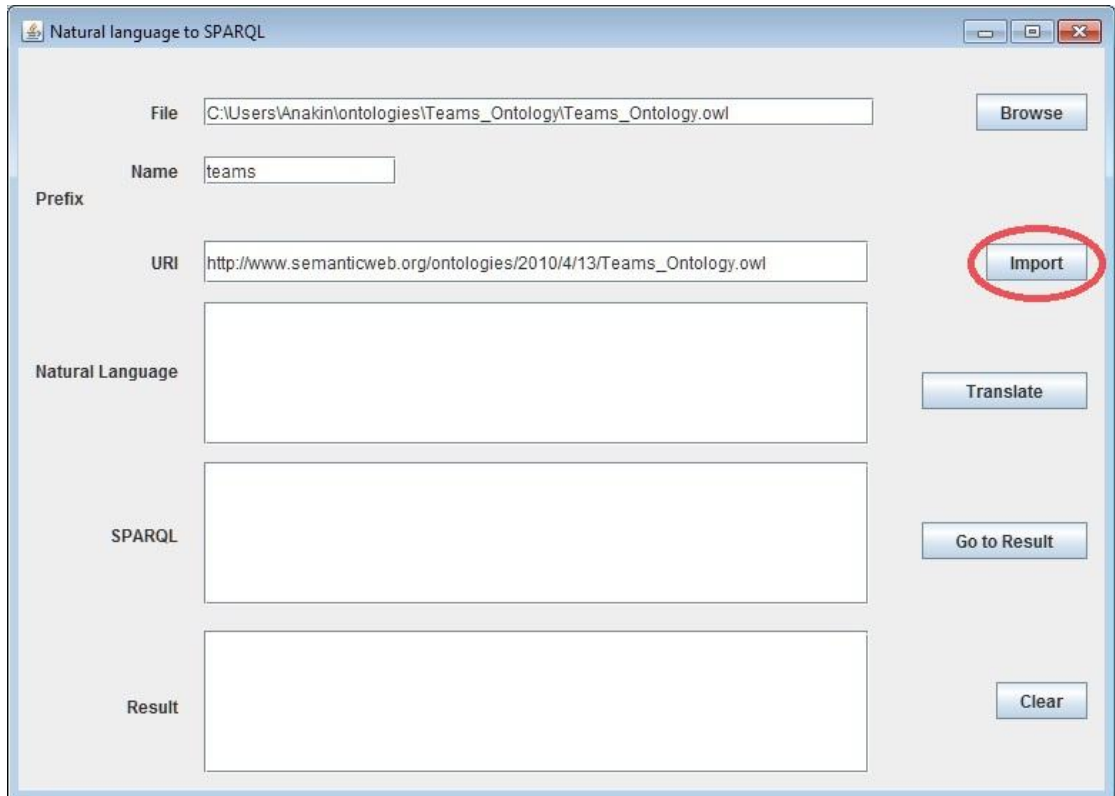 Natural language to SPARQL
File C:\Users\Anakin\ontologies\Teams_Ontology\Teams_Ontology.owl Browse
Name teams
Prefix
URI http://www.semanticweb.org/ontologies/2010/4/13/Teams_Ontology.owl Import
Natural Language
Translate
SPARQL
Go to Result
Result
Clear